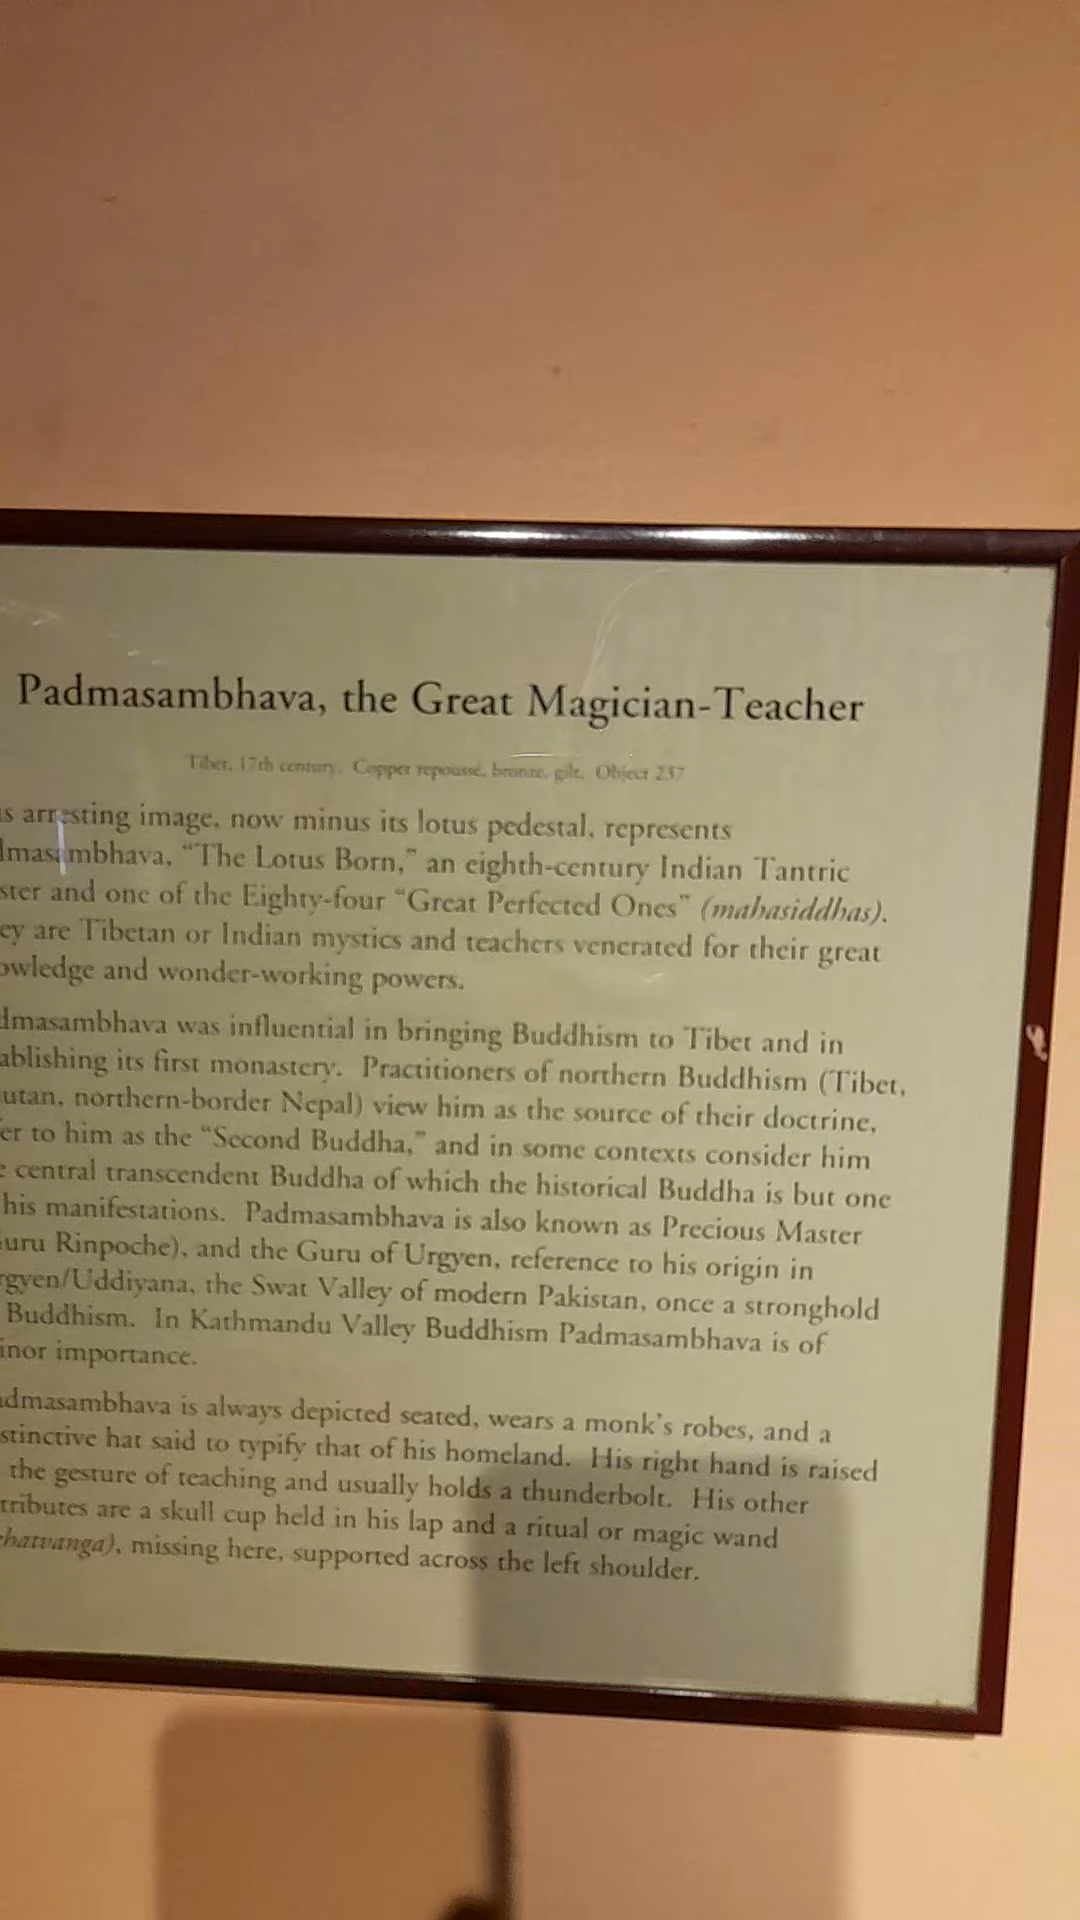 Padmasambhava, the Great Magician-Teacher
Tibet, 17th century. Copper repoussé, bronze, gilt. Object 237
s arresting image, now minus its lotus pedestal, represents
lmasambhava, “The Lotus Born,” an eighth-century Indian Tantric
ster and one of the Eighty-four “Great Perfected Ones” (mahasiddhas).
ey are Tibetan or Indian mystics and teachers venerated for their great
owledge and wonder-working powers.
dmasambhava was influential in bringing Buddhism to Tibet and in
ablishing its first monastery. Practitioners of northern Buddhism (Tibet,
utan, northern-border Nepal) view him as the source of their doctrine,
er to him as the “Second Buddha,” and in some contexts consider him
e central transcendent Buddha of which the historical Buddha is but one
his manifestations. Padmasambhava is also known as Precious Master
uru Rinpoche), and the Guru of Urgyen, reference to his origin in
rgyen/Uddiyana, the Swat Valley of modern Pakistan, once a stronghold
Buddhism. In Kathmandu Valley Buddhism Padmasambhava is of
inor importance.
admasambhava is always depicted seated, wears a monk’s robes, and a
stinctive hat said to typify that of his homeland. His right hand is raised
the gesture of teaching and usually holds a thunderbolt. His other
tributes are a skull cup held in his lap and a ritual or magic wand
hatvanga), missing here, supported across the left shoulder.